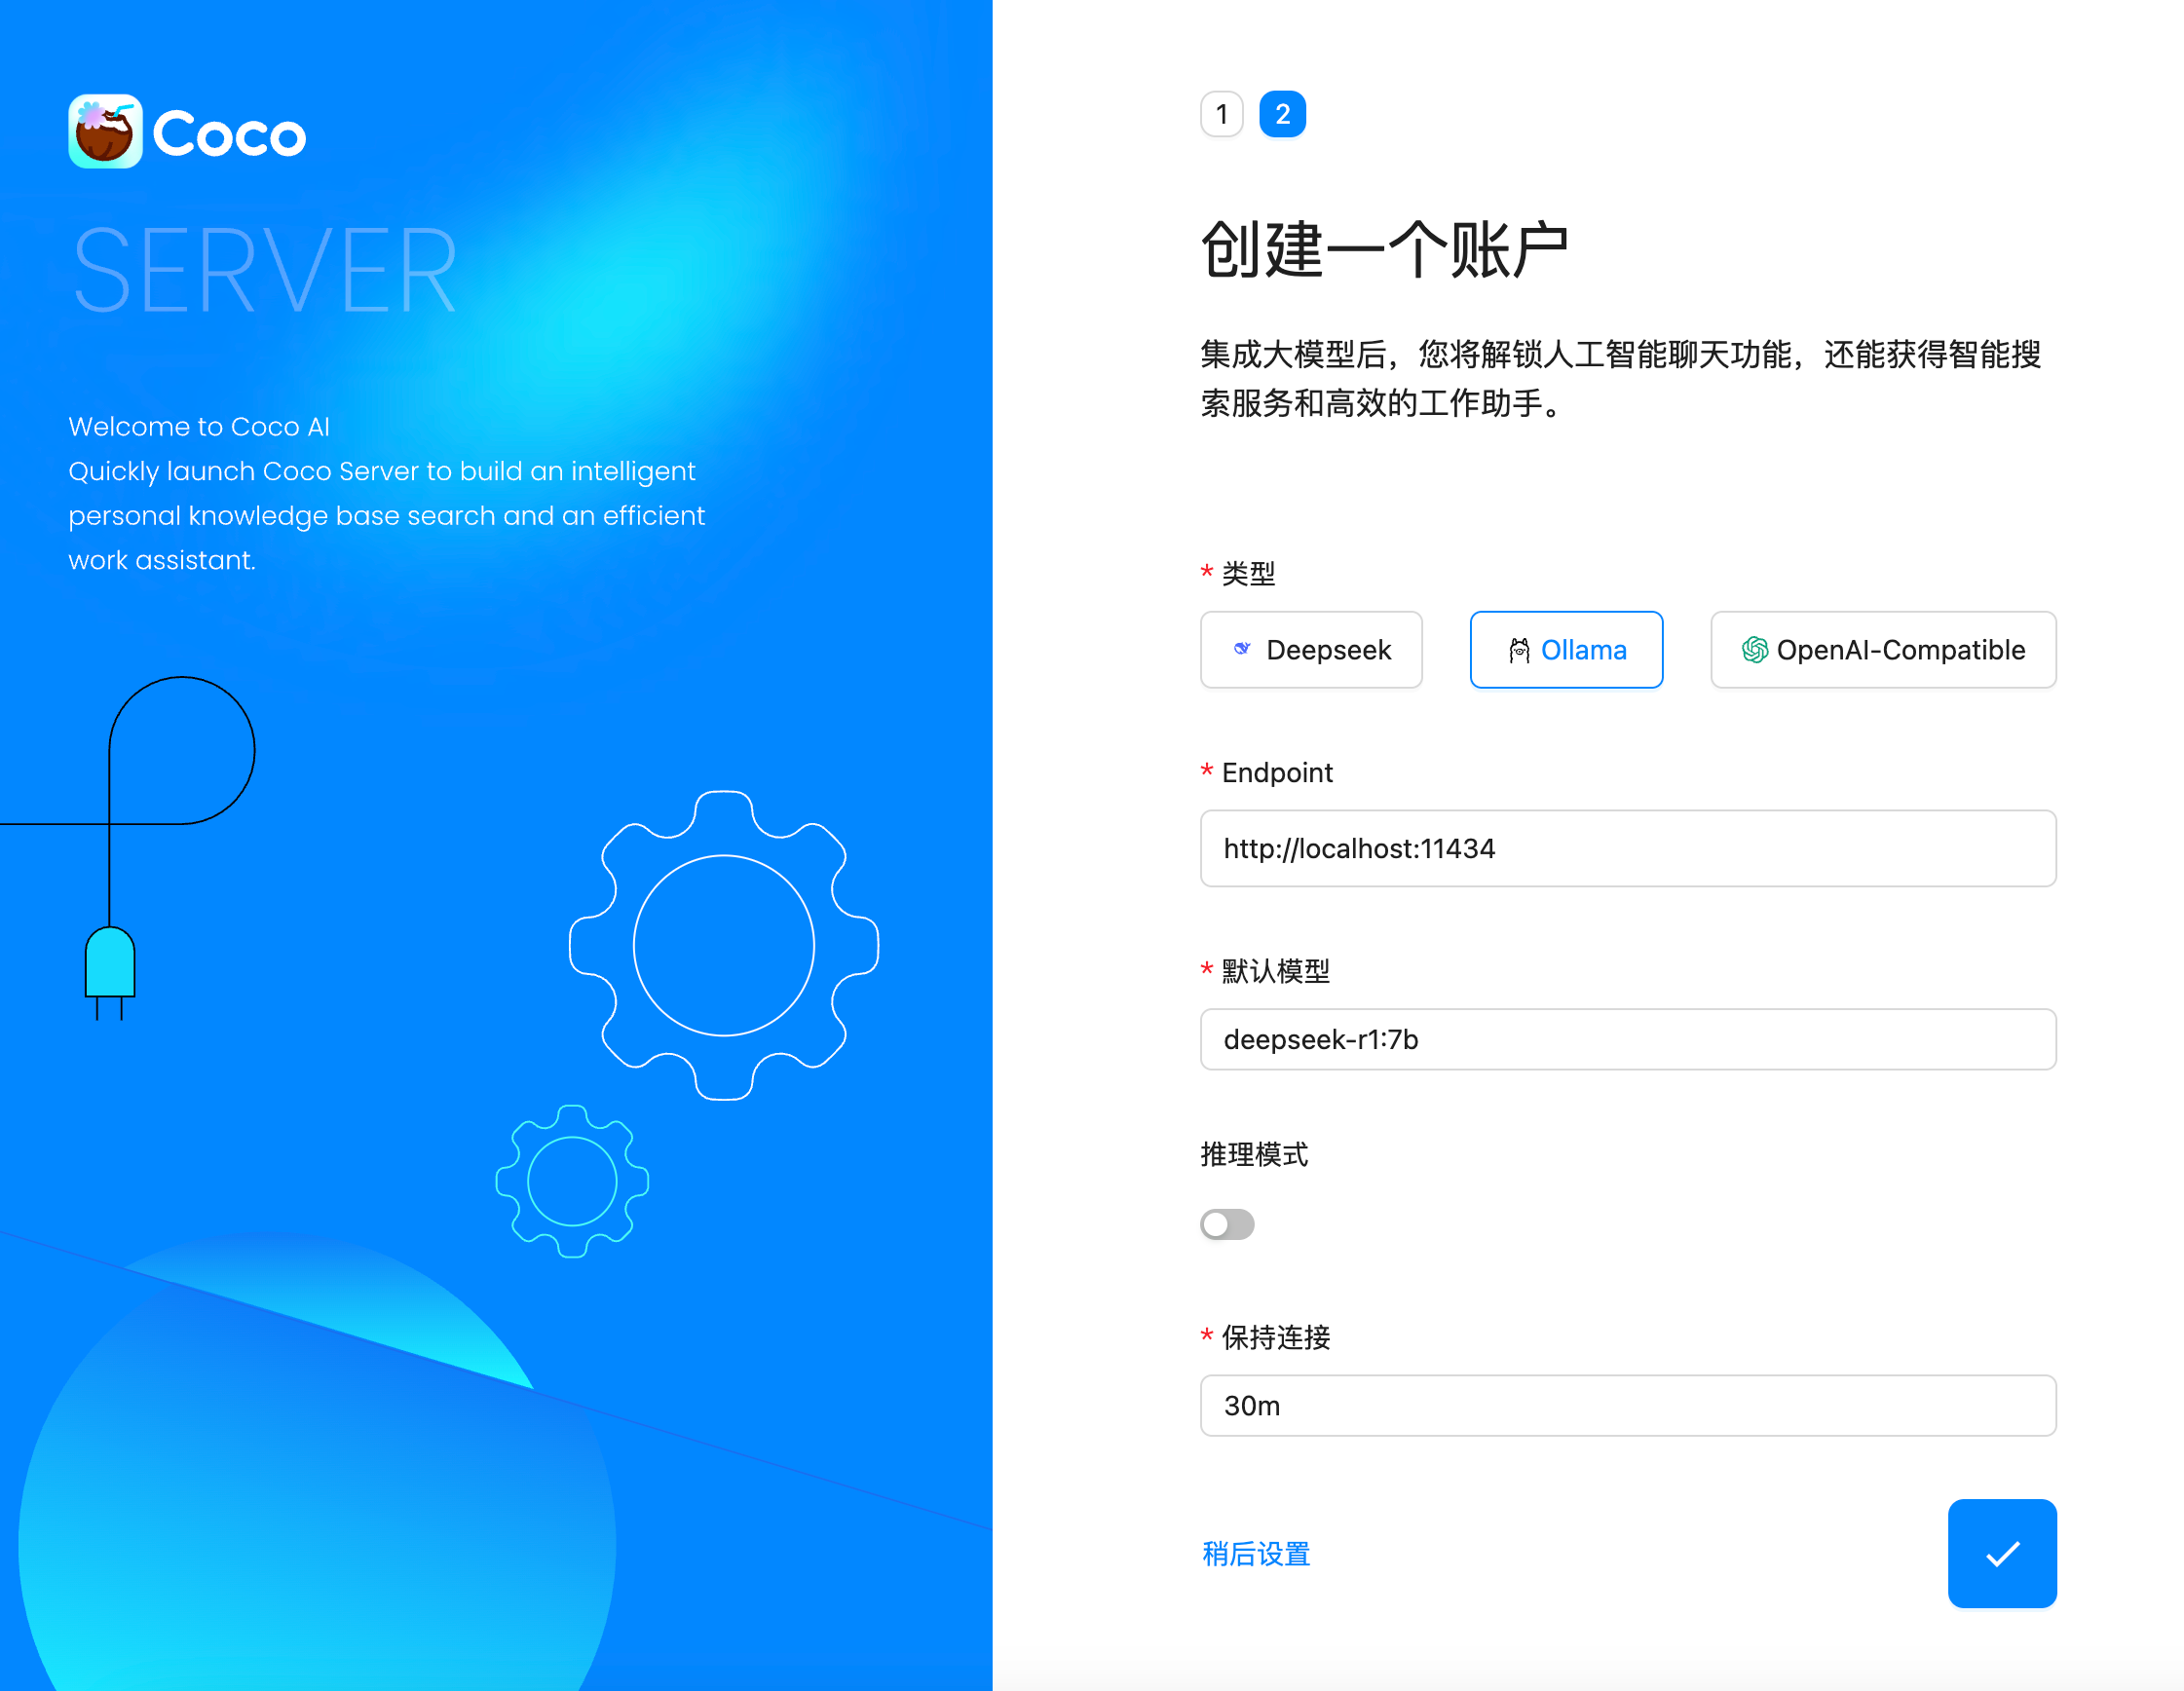 Coco
SERVER
Welcome to Coco AI
Quickly launch Coco Server to build an intelligent
personal knowledge base search and an efficient
work assistant.
1 2
创建一个账户
集成大模型后，您将解锁人工智能聊天功能，还能获得智能搜
索服务和高效的工作助手。
* 类型
Deepseek Ollama OpenAI-Compatible
* Endpoint
http://localhost:11434
* 默认模型
deepseek-r1:7b
推理模式
* 保持连接
30m
稍后设置